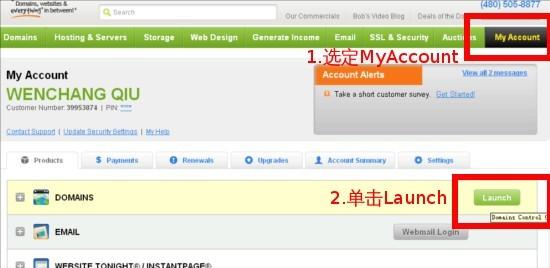 Domains, websites &
everything in between!™
Search
(480) 505-8877
Our Commercials
Bob's Video Blog
Deals of the
Domains
Hosting & Servers
Storage
Web Design
Generate Income
Email
SSL & Security
Auctions
My Account
1.选定MyAccount
My Account
WENCHANG QIU
Customer Number: 39953874 | PIN: ****
Contact Support | Update Security Settings | My Help
Account Alerts
View all 2 messages
Take a short customer survey. Get Started!
Products
Payments
Renewals
Upgrades
Account Summary
Settings
DOMAINS
2.单击Launch
Launch
Domains Control
EMAIL
Webmail Login
WEBSITE TONIGHT® / INSTANTPAGE®